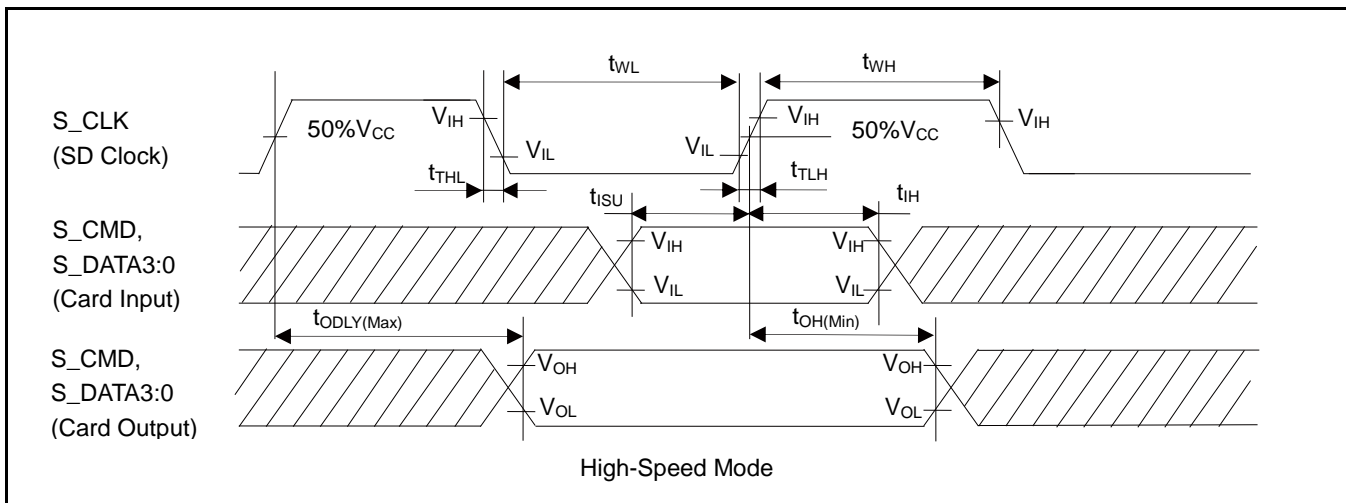 tWL
tWH
S_CLK
(SD Clock)
50%VCC
VIH
VIL
VIL
VIH
50%VCC
VIH
tTHL
tTLH
tISU
tIH
S_CMD,
S_DATA3:0
(Card Input)
VIH
VIL
VIH
VIL
tODLY(Max)
tOH(Min)
S_CMD,
S_DATA3:0
(Card Output)
VOH
VOL
VOH
VOL
High-Speed Mode